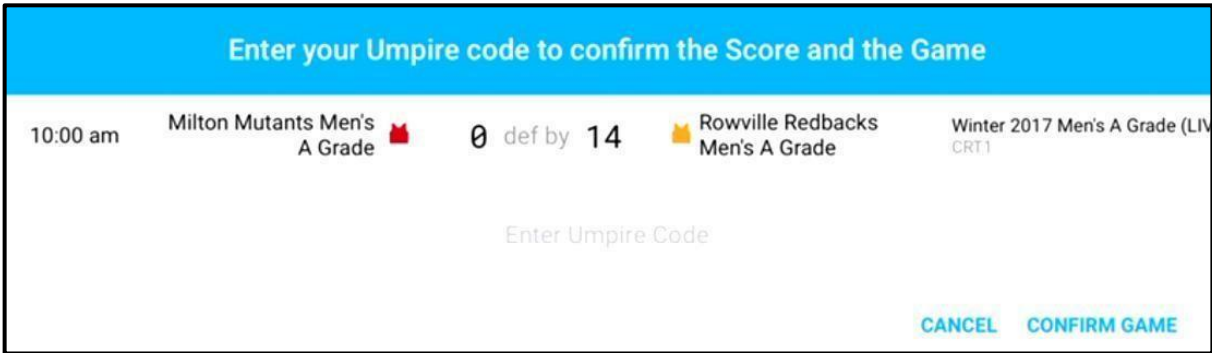 Enter your Umpire code to confirm the Score and the Game
10:00 am
Milton Mutants Men's
A Grade
0 def by 14
Rowville Redbacks
Men's A Grade
Winter 2017 Men's A Grade (LIV
CRT1
Enter Umpire Code
CANCEL CONFIRM GAME